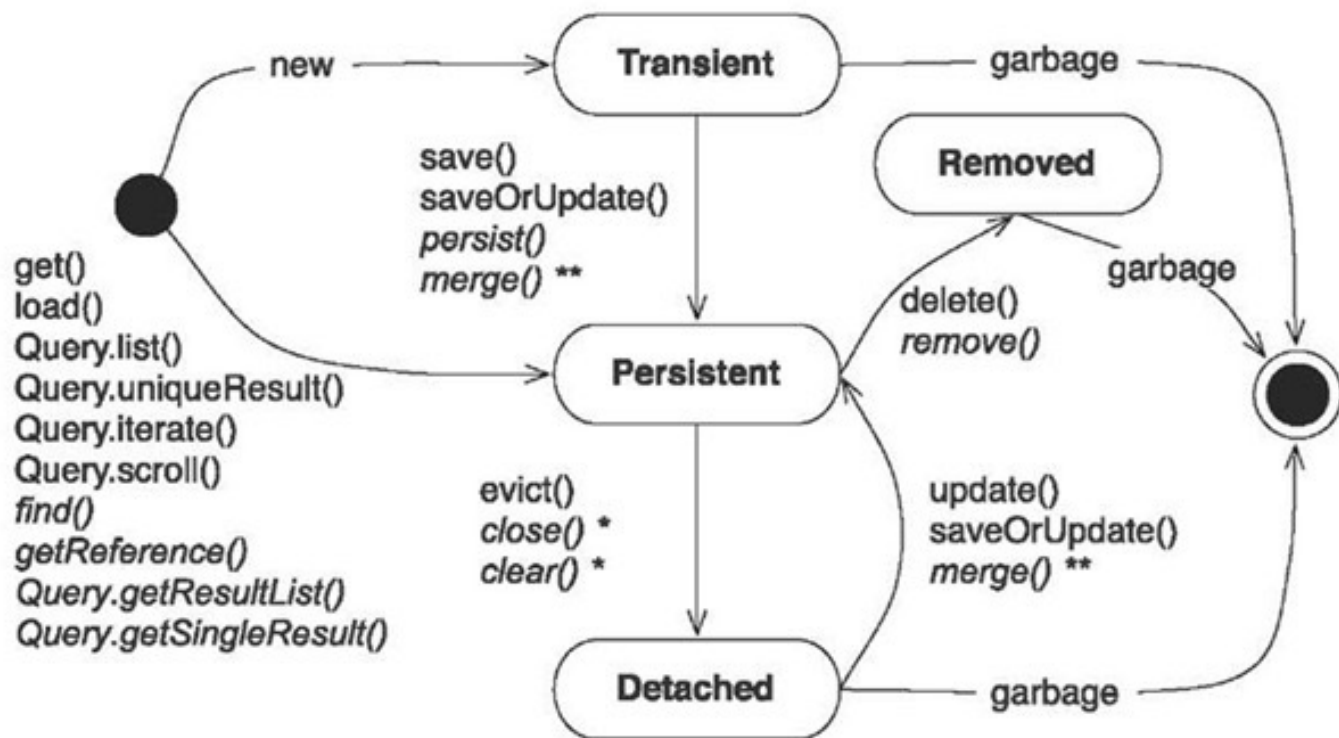 new
Transient
garbage
save()
saveOrUpdate()
persist()
merge() **
Removed
garbage
get()
load()
Query.list()
Query.uniqueResult()
Query.iterate()
Query.scroll()
find()
getReference()
Query.getResultList()
Query.getSingleResult()
Persistent
delete()
remove()
evict()
close() *
clear() *
update()
saveOrUpdate()
merge() **
Detached
garbage